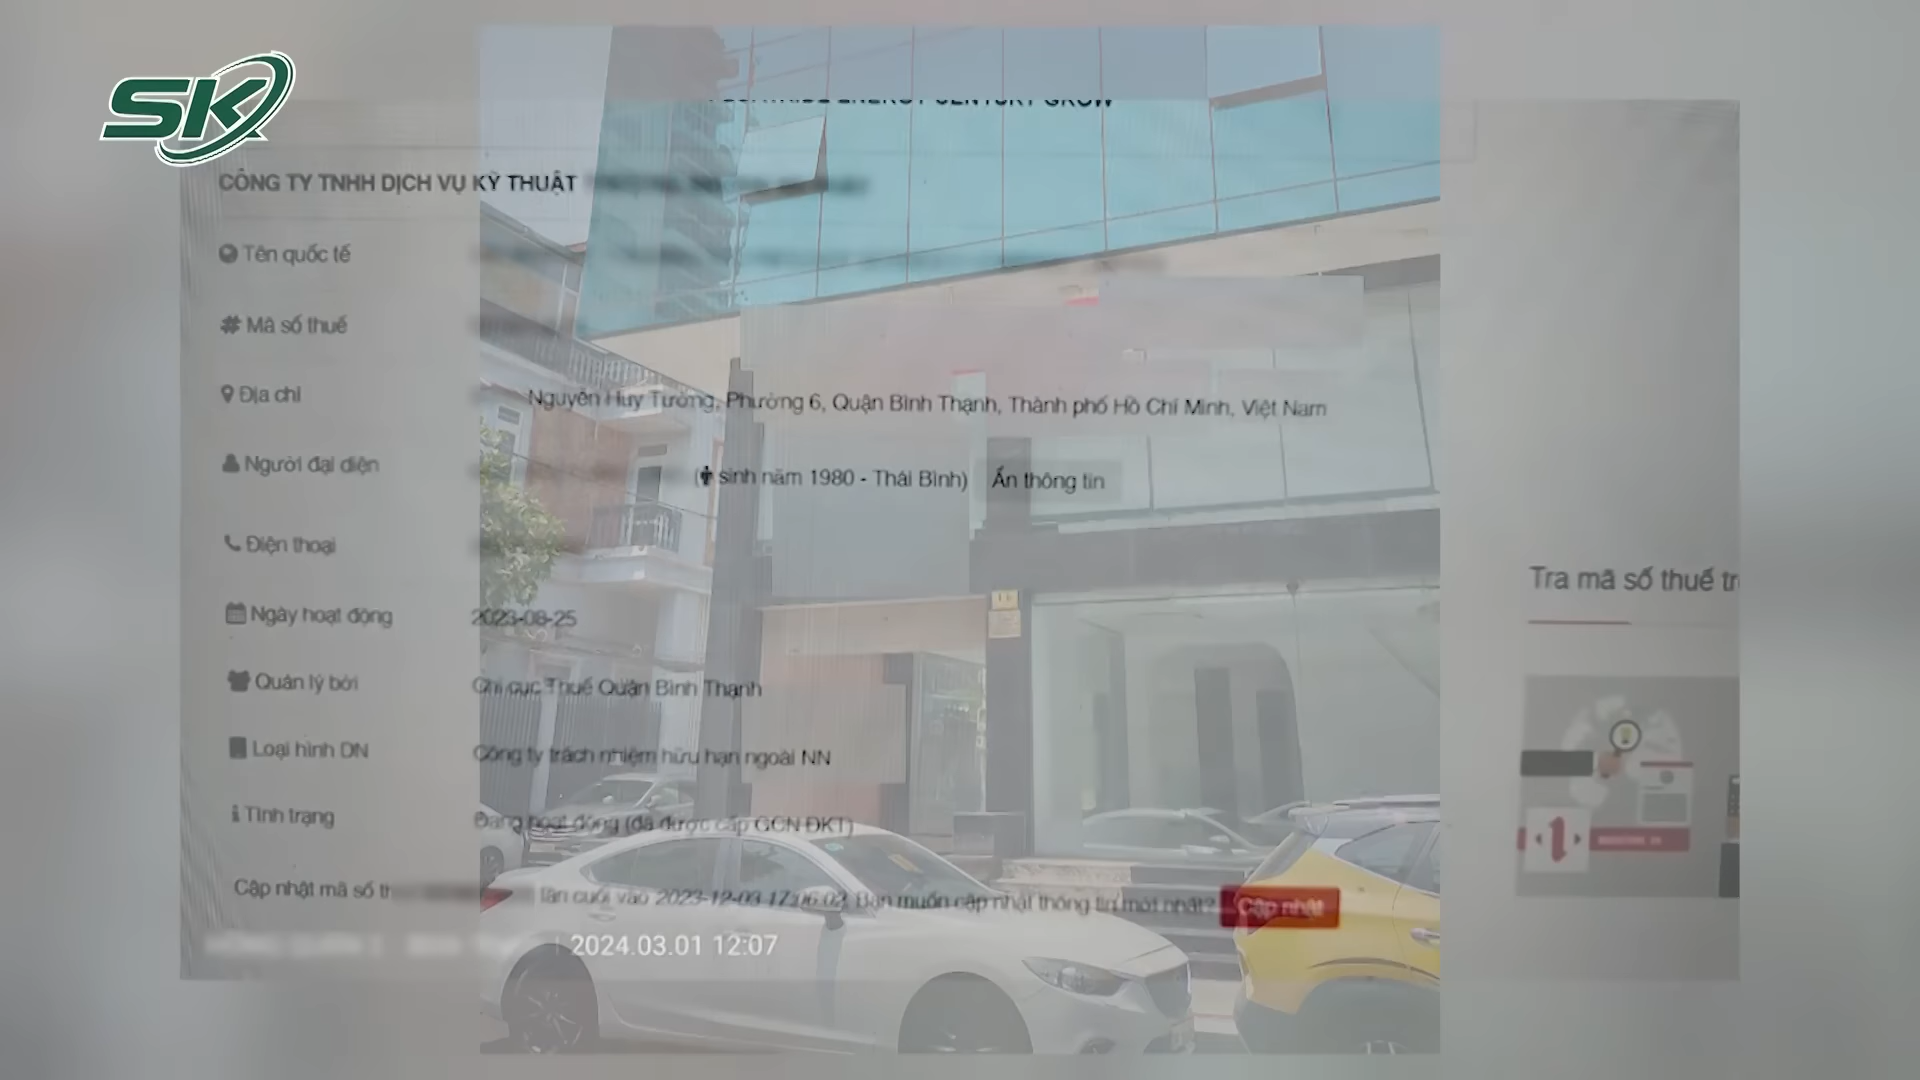 SK
ENERGY CENTURY GROW
CÔNG TY TNHH DỊCH VỤ KỸ THUẬT
Tên quốc tế
Mã số thuế
Địa chỉ
Nguyễn Huy Tưởng, Phường 6, Quận Bình Thạnh, Thành phố Hồ Chí Minh, Việt Nam
Người đại diện
(sinh năm 1980 - Thái Bình) Ẩn thông tin
Điện thoại
Ngày hoạt động 2023-08-25
Quản lý bởi Chi cục Thuế Quận Bình Thạnh
Loại hình DN Công ty trách nhiệm hữu hạn ngoài NN
Tình trạng Đang hoạt động (đã được cấp GCN ĐKT)
Cập nhật mã số th lần cuối vào 2023-12-03 17:06:02. Bạn muốn cập nhật thông tin mới nhất? Cập nhật
2024.03.01 12:07
Tra mã số thuế tr